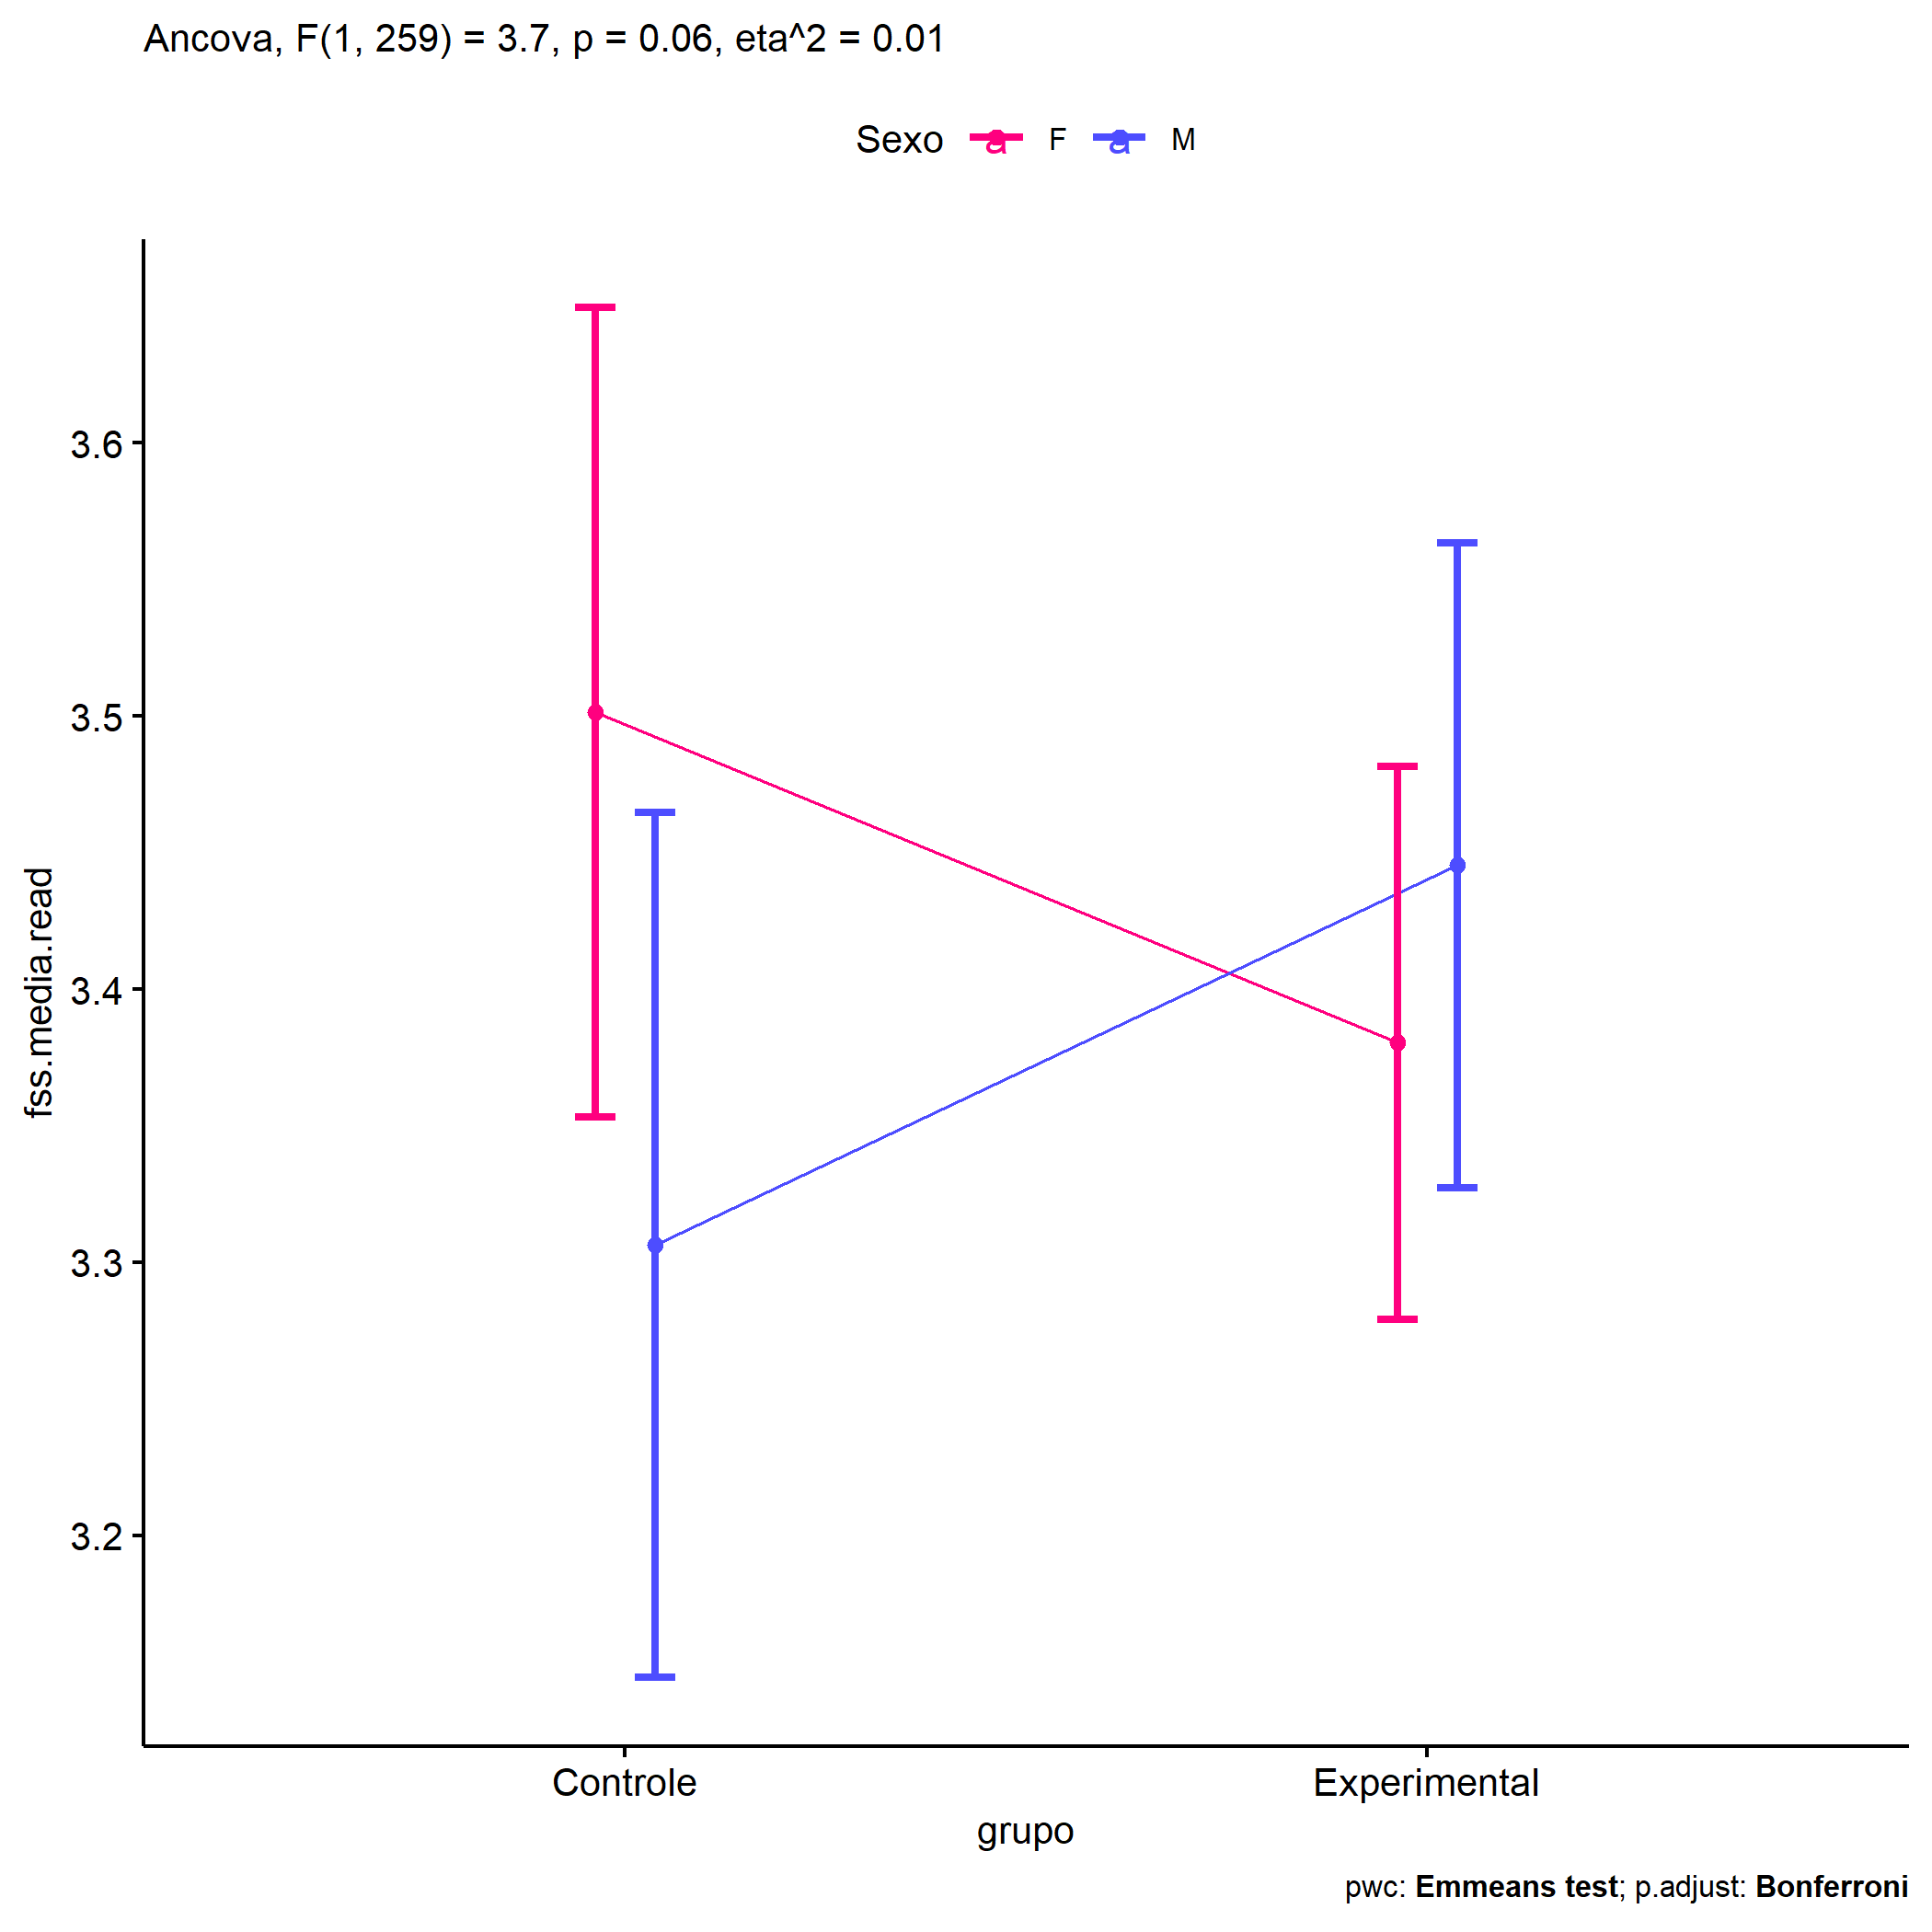 Ancova, F(1, 259) = 3.7, p = 0.06, eta^2 = 0.01
Sexo a F a M
3.6
3.5
3.4
3.3
3.2
fss.media.read
Controle Experimental
grupo
pwc: Emmeans test; p.adjust: Bonferroni